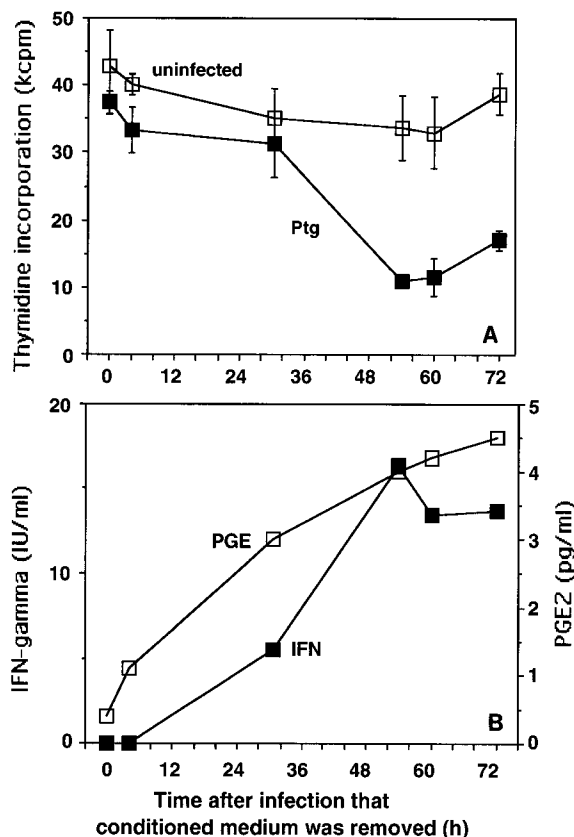 50
40
30
20
10
0
Thymidine incorporation (kcpm)
uninfected
Ptg
A
0 12 24 36 48 60 72
20
10
0
IFN-gamma (IU/ml)
PGE
IFN
B
5
4
3
2
1
0
PGE2 (pg/ml)
0 12 24 36 48 60 72
Time after infection that
conditioned medium was removed (h)